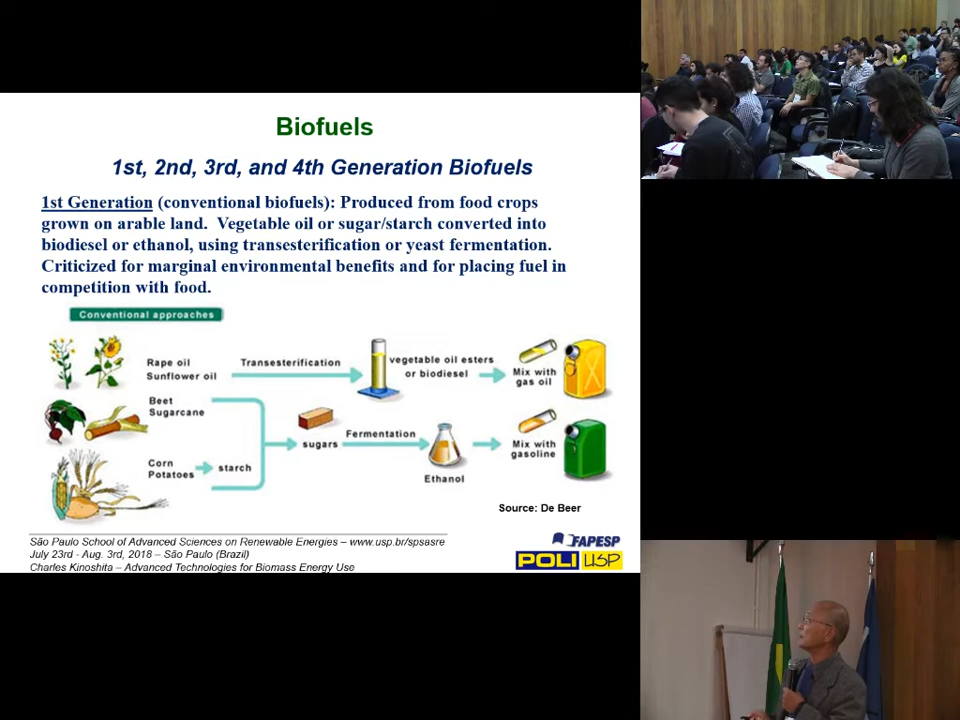 Biofuels
1st, 2nd, 3rd, and 4th Generation Biofuels
1st Generation (conventional biofuels): Produced from food crops
grown on arable land. Vegetable oil or sugar/starch converted into
biodiesel or ethanol, using transesterification or yeast fermentation.
Criticized for marginal environmental benefits and for placing fuel in
competition with food.
Conventional approaches
Rape oil
Sunflower oil
Transesterification
vegetable oil esters
or biodiesel
Mix with
gas oil
Beet
Sugarcane
sugars
Fermentation
Ethanol
Mix with
gasoline
Corn
Potatoes
starch
Source: De Beer
São Paulo School of Advanced Sciences on Renewable Energies – www.usp.br/spsasre
July 23rd - Aug. 3rd, 2018 – São Paulo (Brazil)
Charles Kinoshita – Advanced Technologies for Biomass Energy Use
FAPESP
POLI USP